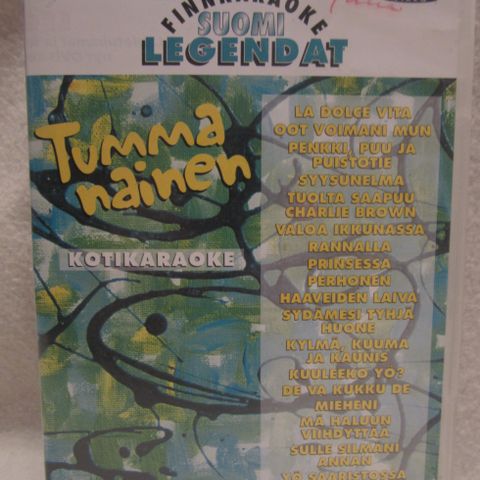 FINNKARAOKE
SUOMI
LEGENDAT
Tumma
nainen
KOTIKARAOKE
LA DOLCE VITA
OOT VOIMANI MUN
PENKKI, PUU JA
PUISTOTIE
SYYSUNELMA
TUOLTA SAAPUU
CHARLIE BROWN
VALOA IKKUNASSA
RANNALLA
PRINSESSA
PERHONEN
HAAVEIDEN LAIVA
SYDÄMESI TYHJÄ
HUONE
KYLMÄ, KUUMA
JA KAUNIS
KUULEEKO YÖ?
DE VA KUKKU DE
MIEHENI
MÄ HALUUN
VIIHDYTTÄÄ
SULLE SILMÄNI
ANNAN
YÖ SAARISTOSSA